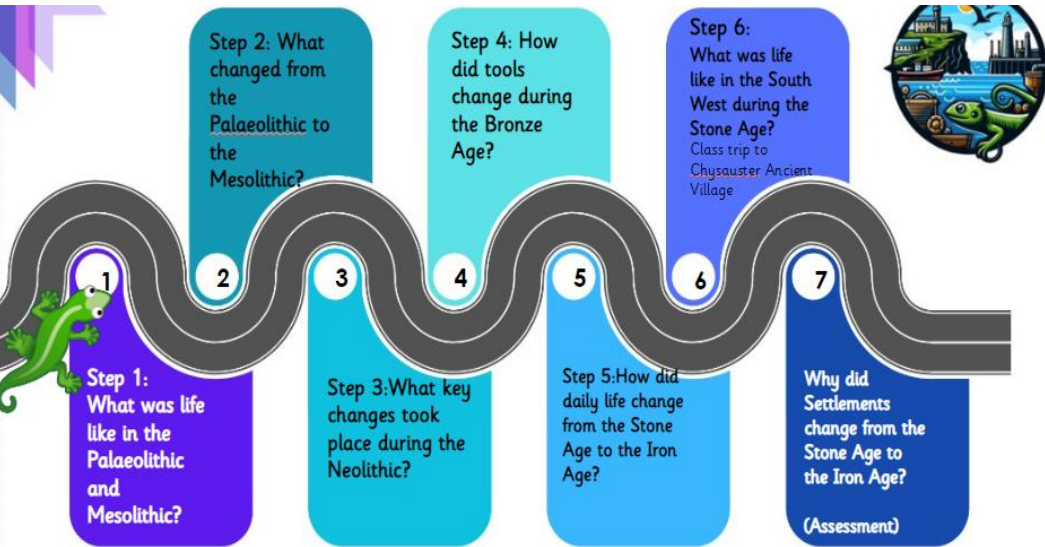 Step 1:
What was life
like in the
Palaeolithic
and
Mesolithic?
1
Step 2: What
changed from
the
Palaeolithic to
the
Mesolithic?
2
Step 3:What key
changes took
place during the
Neolithic?
3
Step 4: How
did tools
change during
the Bronze
Age?
4
Step 5:How did
daily life change
from the Stone
Age to the Iron
Age?
5
Step 6:
What was life
like in the South
West during the
Stone Age?
Class trip to
Chysauster Ancient
Village
6
7
Why did
Settlements
change from the
Stone Age to
the Iron Age?
(Assessment)